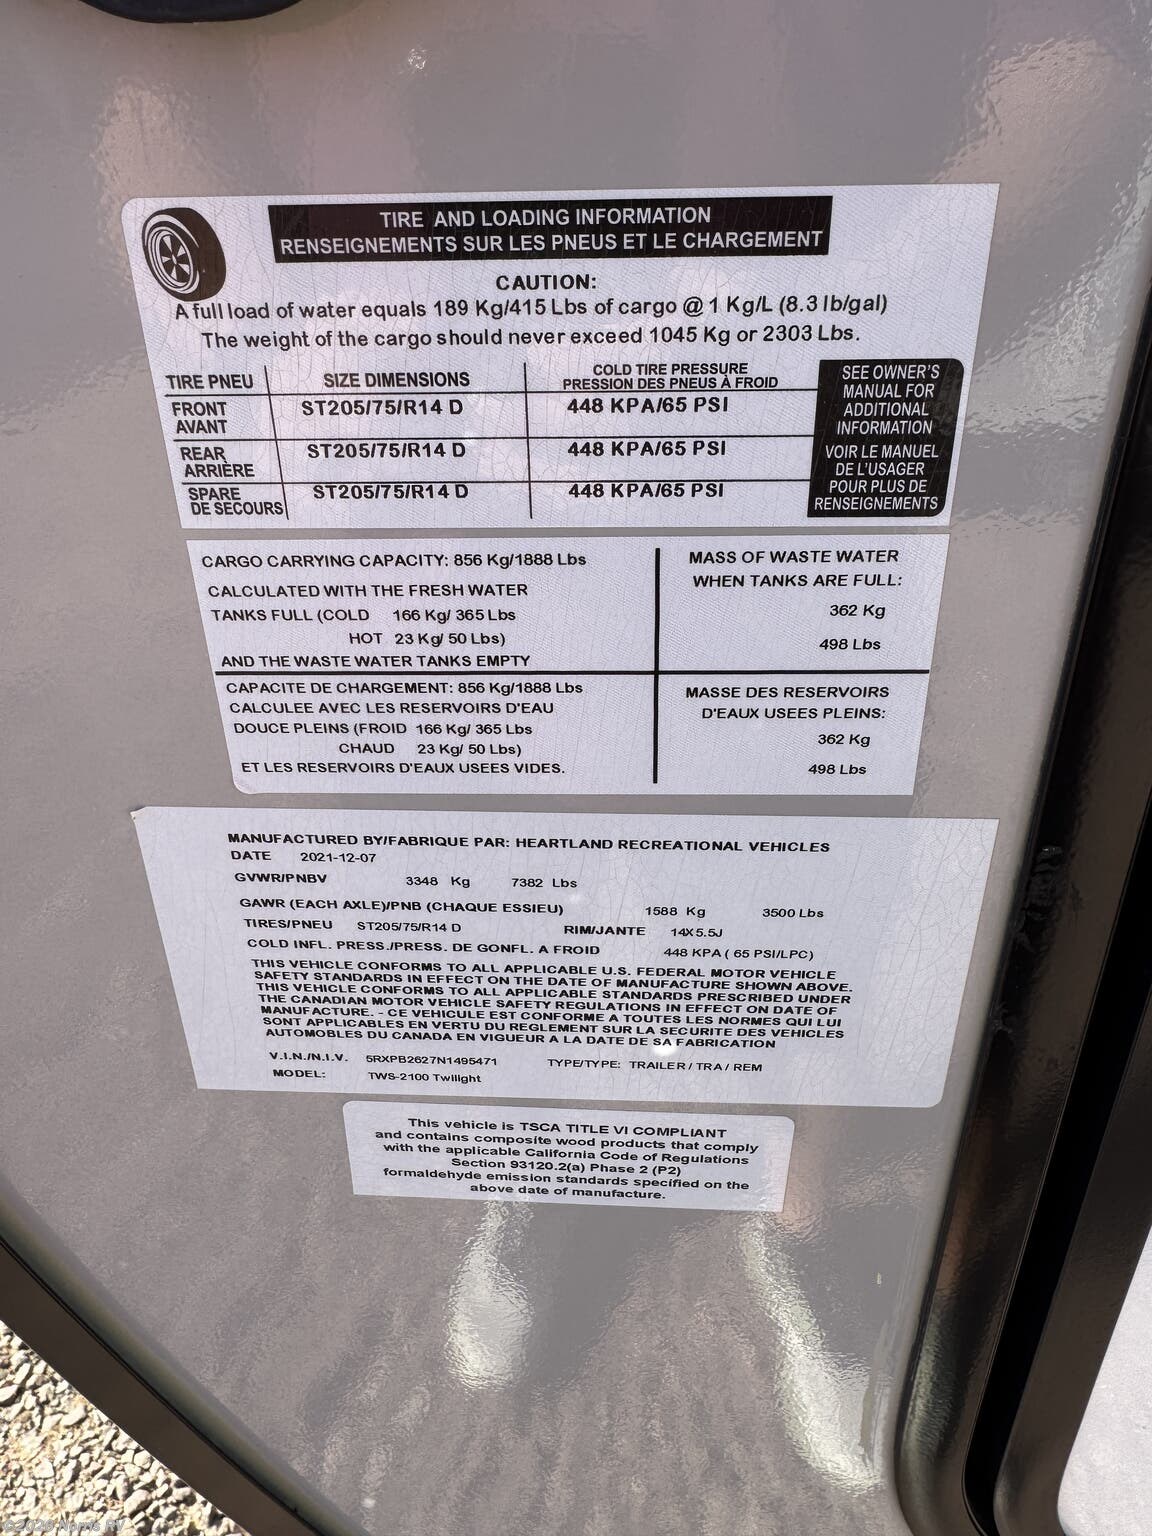 TIRE AND LOADING INFORMATION
RENSEIGNEMENTS SUR LES PNEUS ET LE CHARGEMENT
CAUTION:
A full load of water equals 189 Kg/415 Lbs of cargo @ 1 Kg/L (8.3 lb/gal)
The weight of the cargo should never exceed 1045 Kg or 2303 Lbs.
TIRE PNEU SIZE DIMENSIONS COLD TIRE PRESSURE
PRESSION DES PNEUS À FROID
FRONT
AVANT ST205/75/R14 D 448 KPA/65 PSI
REAR
ARRIÈRE ST205/75/R14 D 448 KPA/65 PSI
SPARE
DE SECOURS ST205/75/R14 D 448 KPA/65 PSI
SEE OWNER'S
MANUAL FOR
ADDITIONAL
INFORMATION
VOIR LE MANUEL
DE L'USAGER
POUR PLUS DE
RENSEIGNEMENTS
CARGO CARRYING CAPACITY: 856 Kg/1888 Lbs
CALCULATED WITH THE FRESH WATER
TANKS FULL (COLD 166 Kg/ 365 Lbs
HOT 23 Kg/ 50 Lbs)
AND THE WASTE WATER TANKS EMPTY
MASS OF WASTE WATER
WHEN TANKS ARE FULL:
362 Kg
498 Lbs
CAPACITE DE CHARGEMENT: 856 Kg/1888 Lbs
CALCULEE AVEC LES RESERVOIRS D'EAU
DOUCE PLEINS (FROID 166 Kg/ 365 Lbs
CHAUD 23 Kg/ 50 Lbs)
ET LES RESERVOIRS D'EAUX USEES VIDES.
MASSE DES RESERVOIRS
D'EAUX USEES PLEINS:
362 Kg
498 Lbs
MANUFACTURED BY/FABRIQUE PAR: HEARTLAND RECREATIONAL VEHICLES
DATE 2021-12-07
GVWR/PNBV 3348 Kg 7382 Lbs
GAWR (EACH AXLE)/PNB (CHAQUE ESSIEU) 1588 Kg 3500 Lbs
TIRES/PNEU ST205/75/R14 D RIM/JANTE 14X5.5J
COLD INFL. PRESS./PRESS. DE GONFL. A FROID 448 KPA ( 65 PSI/LPC)
THIS VEHICLE CONFORMS TO ALL APPLICABLE U.S. FEDERAL MOTOR VEHICLE
SAFETY STANDARDS IN EFFECT ON THE DATE OF MANUFACTURE SHOWN ABOVE.
THIS VEHICLE CONFORMS TO ALL APPLICABLE STANDARDS PRESCRIBED UNDER
THE CANADIAN MOTOR VEHICLE SAFETY REGULATIONS IN EFFECT ON DATE OF
MANUFACTURE. - CE VEHICULE EST CONFORME A TOUTES LES NORMES QUI LUI
SONT APPLICABLES EN VERTU DU REGLEMENT SUR LA SECURITE DES VEHICLES
AUTOMOBILES DU CANADA EN VIGUEUR A LA DATE DE SA FABRICATION
V.I.N./N.I.V. 5RXPB2627N1495471 TYPE/TYPE: TRAILER / TRA / REM
MODEL: TWS-2100 Twilight
This vehicle is TSCA TITLE VI COMPLIANT
and contains composite wood products that comply
with the applicable California Code of Regulations
Section 93120.2(a) Phase 2 (P2)
formaldehyde emission standards specified on the
above date of manufacture.
©2026 Norris RV